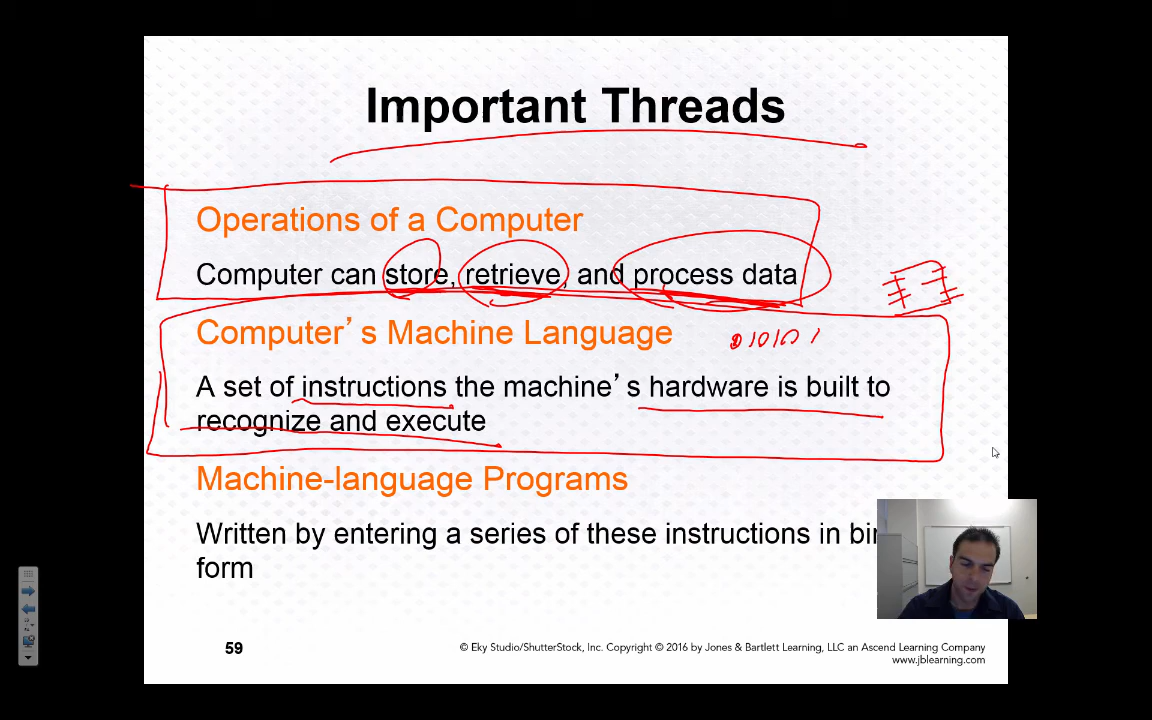 Important Threads
Operations of a Computer
Computer can store, retrieve, and process data
Computer's Machine Language
A set of instructions the machine's hardware is built to
recognize and execute
Machine-language Programs
Written by entering a series of these instructions in
form
59
© Eky Studio/ShutterStock, Inc. Copyright © 2016 by Jones & Bartlett Learning, LLC an Ascend Learning Company
www.jblearning.com